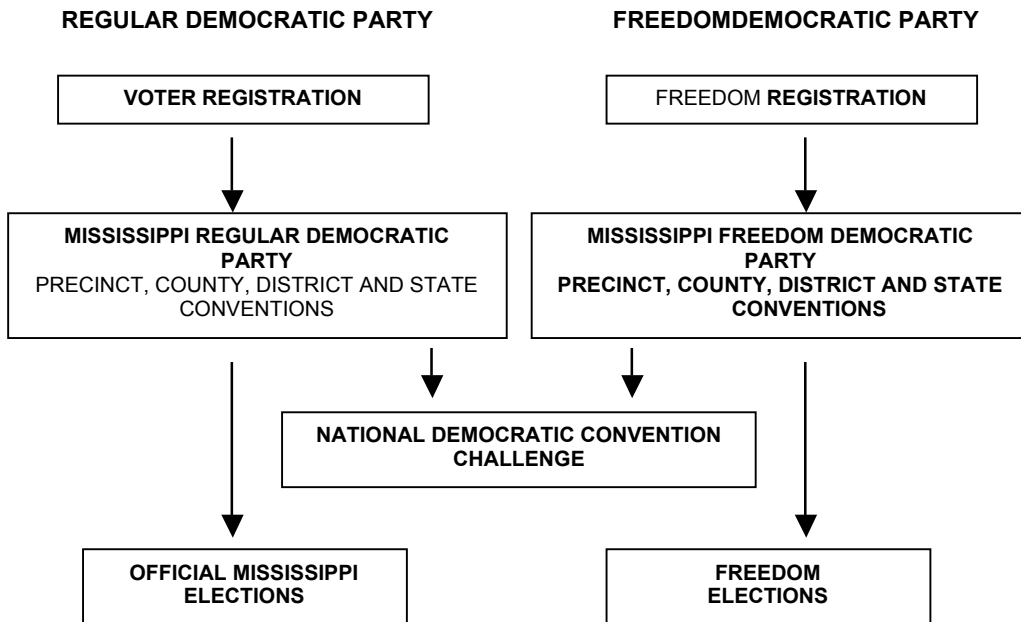 REGULAR DEMOCRATIC PARTY
FREEDOMDEMOCRATIC PARTY
VOTER REGISTRATION
FREEDOM REGISTRATION
MISSISSIPPI REGULAR DEMOCRATIC
PARTY
PRECINCT, COUNTY, DISTRICT AND STATE
CONVENTIONS
MISSISSIPPI FREEDOM DEMOCRATIC
PARTY
PRECINCT, COUNTY, DISTRICT AND STATE
CONVENTIONS
NATIONAL DEMOCRATIC CONVENTION
CHALLENGE
OFFICIAL MISSISSIPPI
ELECTIONS
FREEDOM
ELECTIONS